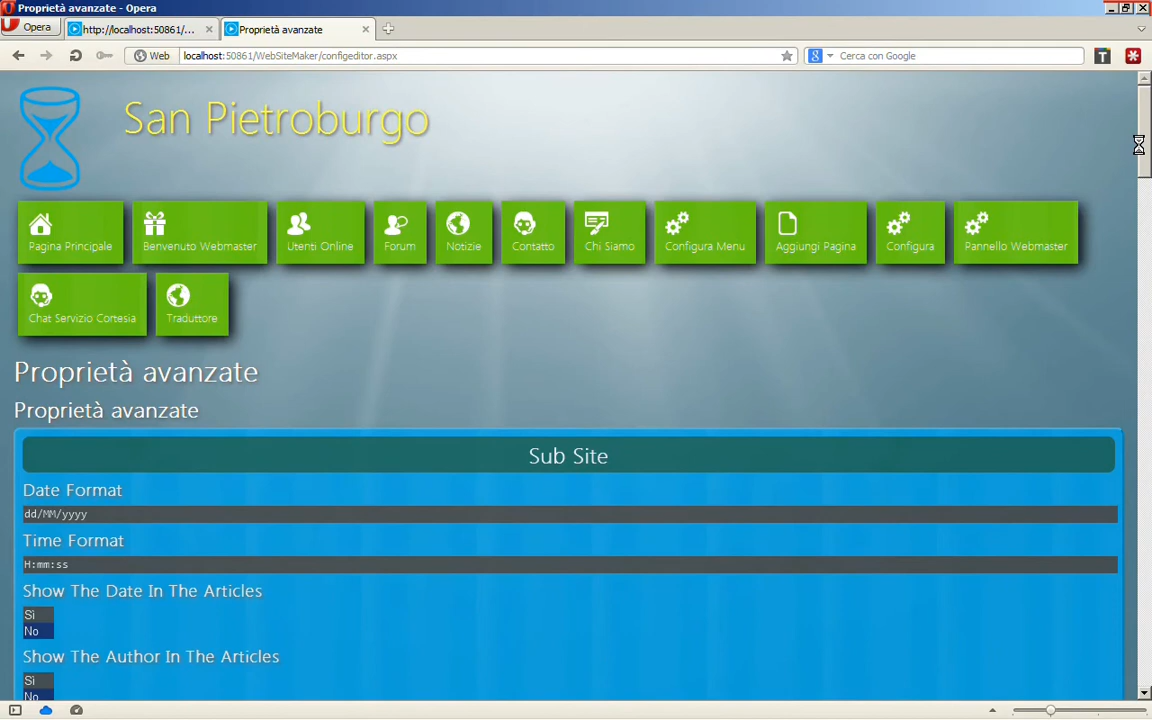 Proprietà avanzate - Opera
Opera
http://localhost:50861/...
Proprietà avanzate
Web
localhost:50861/WebSiteMaker/configeditor.aspx
8
Cerca con Google
T
San Pietroburgo
Pagina Principale
Benvenuto Webmaster
Utenti Online
Forum
Notizie
Contatto
Chi Siamo
Configura Menu
Aggiungi Pagina
Configura
Pannello Webmaster
Chat Servizio Cortesia
Traduttore
Proprietà avanzate
Proprietà avanzate
Sub Site
Date Format
dd/MM/yyyy
Time Format
H:mm:ss
Show The Date In The Articles
Sì
No
Show The Author In The Articles
Sì
No